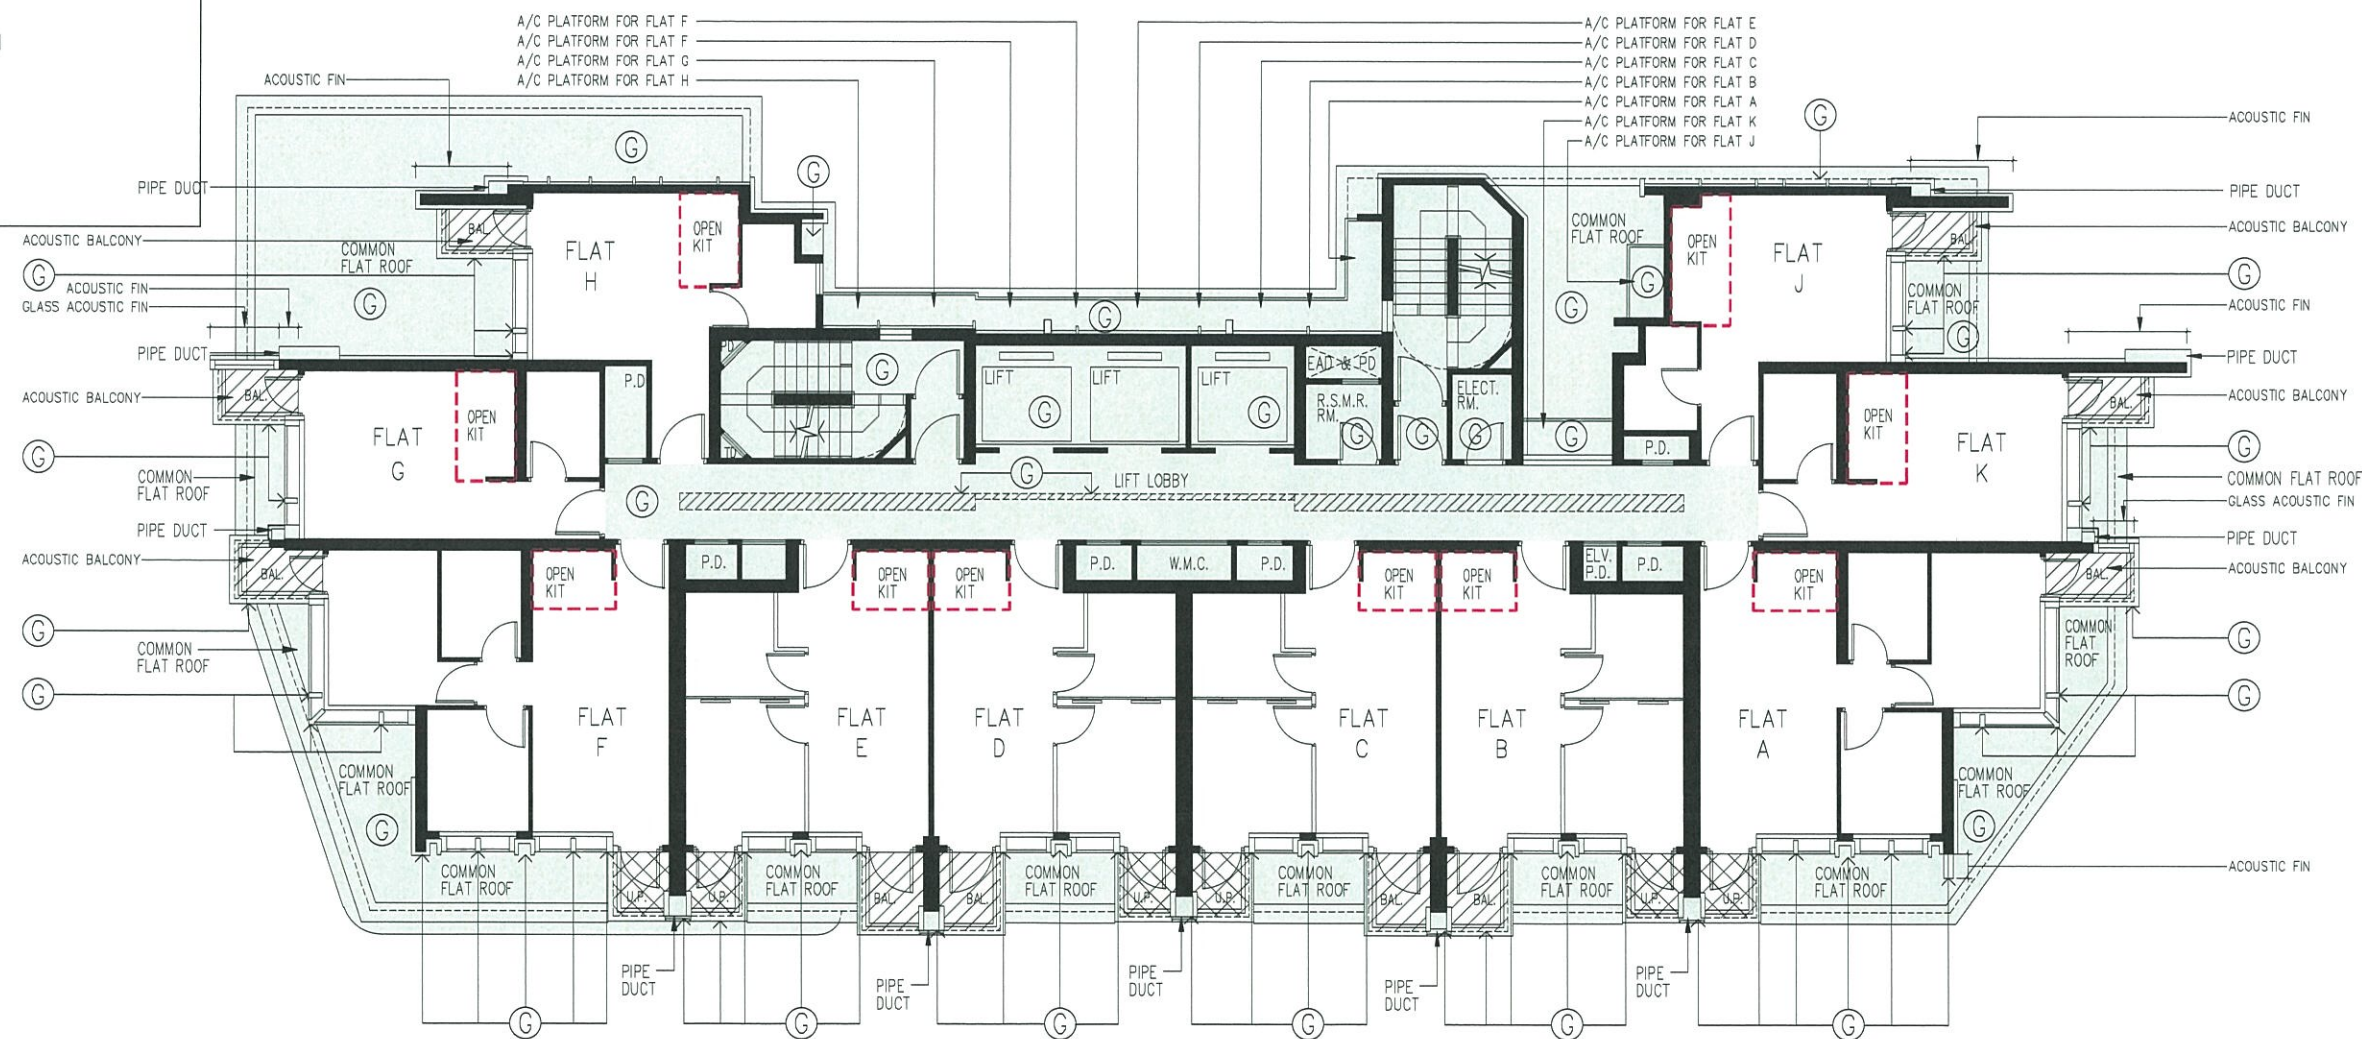 A/C PLATFORM FOR FLAT F
A/C PLATFORM FOR FLAT F
A/C PLATFORM FOR FLAT G
A/C PLATFORM FOR FLAT H
A/C PLATFORM FOR FLAT E
A/C PLATFORM FOR FLAT D
A/C PLATFORM FOR FLAT C
A/C PLATFORM FOR FLAT B
A/C PLATFORM FOR FLAT A
A/C PLATFORM FOR FLAT K
A/C PLATFORM FOR FLAT J
ACOUSTIC FIN
G
G
G
ACOUSTIC FIN
PIPE DUCT
PIPE DUCT
ACOUSTIC BALCONY
BAL.
COMMON
FLAT ROOF
G
G
ACOUSTIC FIN
GLASS ACOUSTIC FIN
PIPE DUCT
FLAT
H
OPEN
KIT
G
COMMON
FLAT ROOF
G
G
OPEN
KIT
FLAT
J
BAL.
ACOUSTIC BALCONY
G
COMMON
FLAT ROOF
G
ACOUSTIC FIN
PIPE DUCT
ACOUSTIC BALCONY
BAL.
G
COMMON
FLAT ROOF
PIPE DUCT
FLAT
G
OPEN
KIT
P.D
PD
G
LIFT
LIFT
LIFT
G
G
EAD & PD
R.S.M.R.
RM.
G
G
ELECT.
RM.
G
G
P.D.
OPEN
KIT
FLAT
K
BAL.
ACOUSTIC BALCONY
G
COMMON FLAT ROOF
GLASS ACOUSTIC FIN
PIPE DUCT
G
G
LIFT LOBBY
ACOUSTIC BALCONY
BAL.
G
COMMON
FLAT ROOF
G
OPEN
KIT
P.D.
OPEN
KIT
OPEN
KIT
P.D.
W.M.C.
P.D.
OPEN
KIT
OPEN
KIT
ELV.
P.D.
P.D.
OPEN
KIT
BAL.
ACOUSTIC BALCONY
COMMON
FLAT
ROOF
G
G
FLAT
F
FLAT
E
FLAT
D
FLAT
C
FLAT
B
FLAT
A
COMMON
FLAT ROOF
G
COMMON
FLAT ROOF
G
COMMON
FLAT ROOF
U.P.
U.P.
COMMON
FLAT ROOF
BAL.
BAL.
COMMON
FLAT ROOF
U.P.
U.P.
COMMON
FLAT ROOF
BAL.
BAL.
COMMON
FLAT ROOF
U.P.
U.P.
COMMON
FLAT ROOF
ACOUSTIC FIN
PIPE
DUCT
PIPE
DUCT
PIPE
DUCT
PIPE
DUCT
PIPE
DUCT
G
G
G
G
G
G